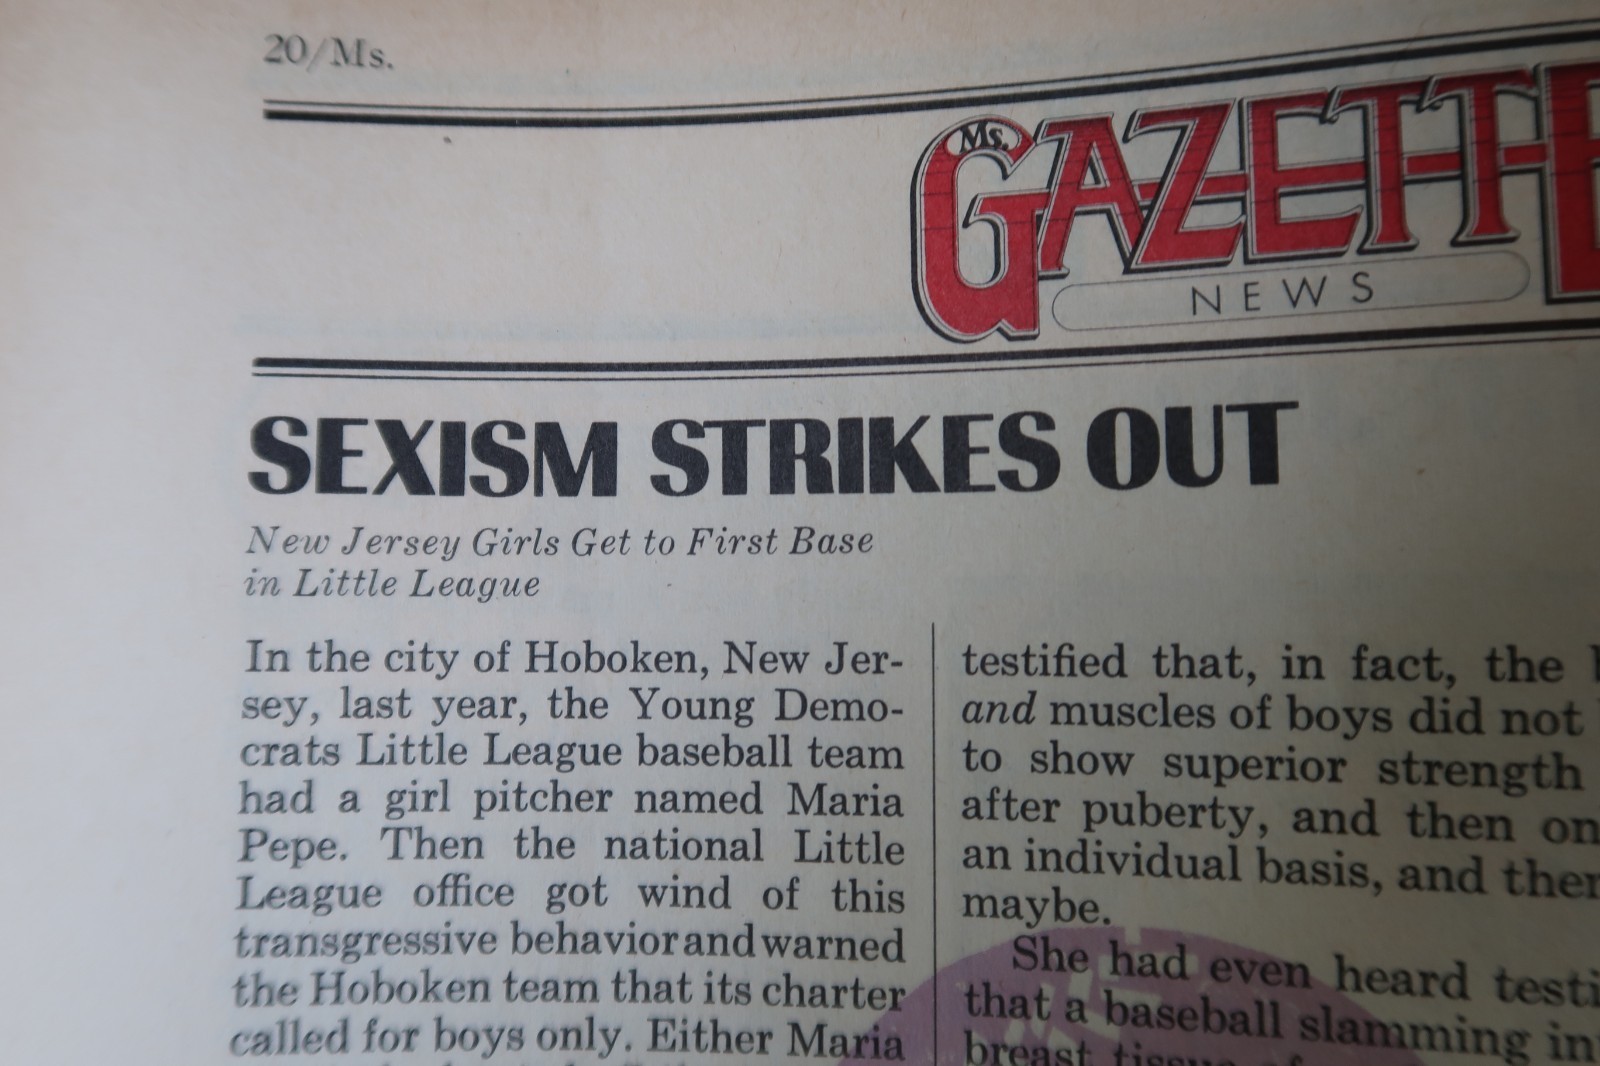 20/Ms.
Ms.
GAZETTE
NEWS
SEXISM STRIKES OUT
New Jersey Girls Get to First Base
in Little League
In the city of Hoboken, New Jer-
sey, last year, the Young Demo-
crats Little League baseball team
had a girl pitcher named Maria
Pepe. Then the national Little
League office got wind of this
transgressive behavior and warned
the Hoboken team that its charter
called for boys only. Either Maria
testified that, in fact, the
and muscles of boys did not
to show superior strength
after puberty, and then
an individual basis, and
maybe.
She had even heard
that a baseball slamming
breast tissue of